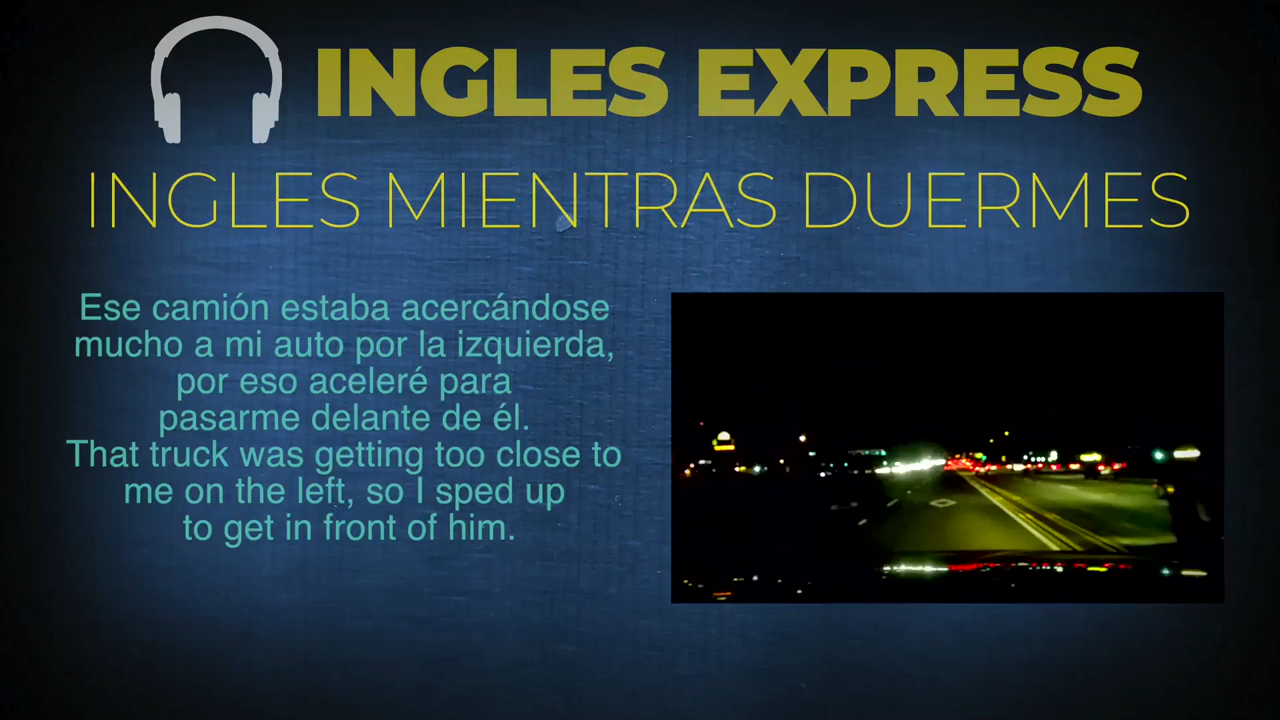 INGLES EXPRESS
INGLES MIENTRAS DUERMES
Ese camión estaba acercándose
mucho a mi auto por la izquierda,
por eso aceleré para
pasarme delante de él.
That truck was getting too close to
me on the left, so I sped up
to get in front of him.